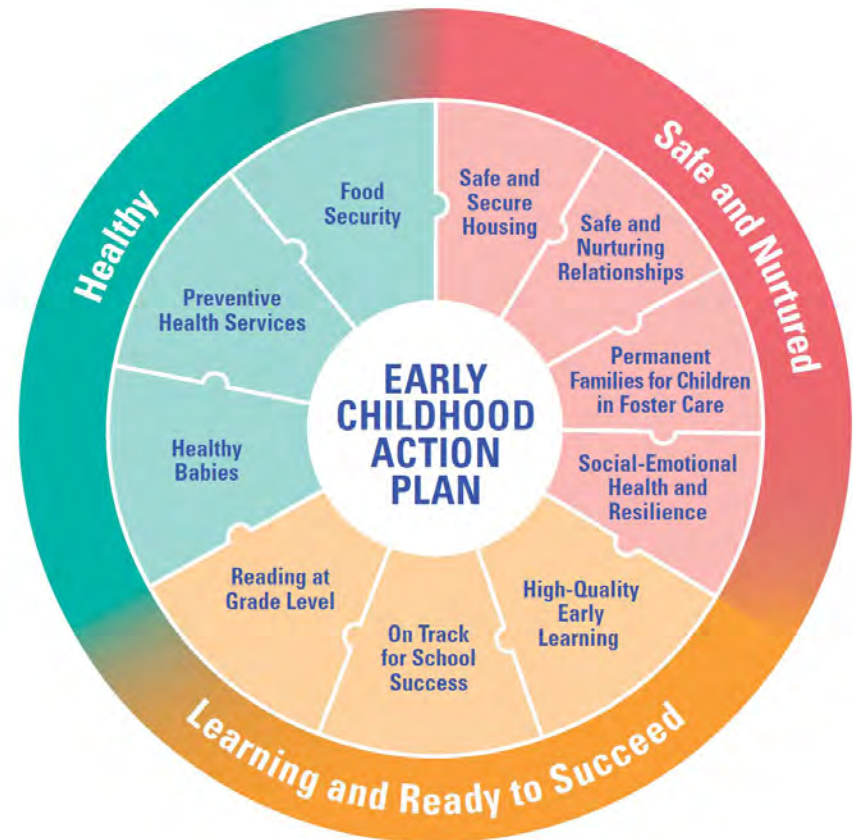 Healthy
Safe and Nurtured
Learning and Ready to Succeed
EARLY
CHILDHOOD
ACTION
PLAN
Food
Security
Safe and
Secure
Housing
Safe and
Nurturing
Relationships
Permanent
Families for Children
in Foster Care
Social-Emotional
Health and
Resilience
High-Quality
Early
Learning
On Track
for School
Success
Reading at
Grade Level
Healthy
Babies
Preventive
Health Services